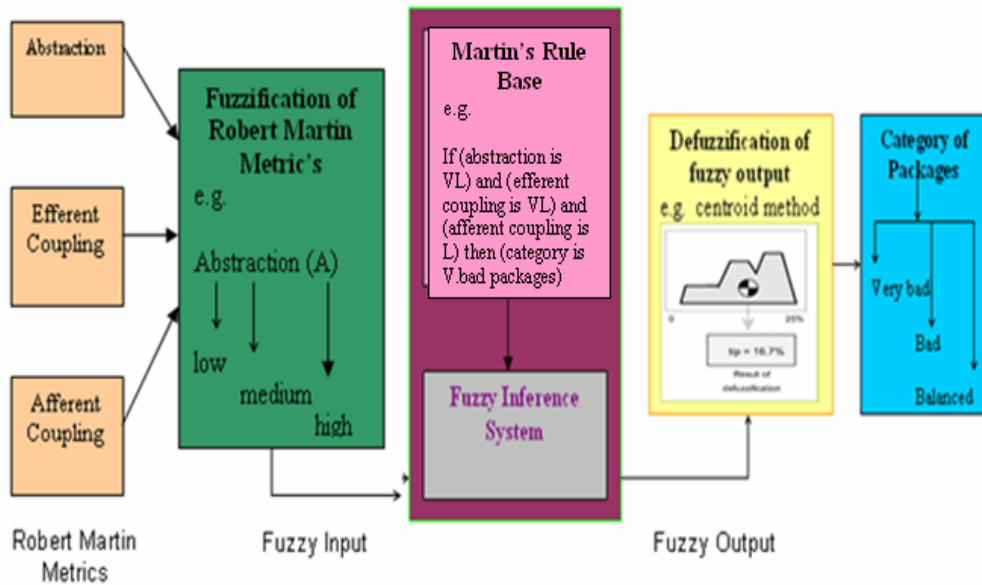 Abstraction
Efferent
Coupling
Afferent
Coupling
Robert Martin
Metrics
Fuzzification of
Robert Martin
Metric's
e.g.
Abstraction (A)
low
medium
high
Fuzzy Input
Martin's Rule
Base
e.g.
If (abstraction is
VL) and (efferent
coupling is VL) and
(afferent coupling is
L) then (category is
V.bad packages)
Fuzzy Inference
System
Defuzzification of
fuzzy output
e.g. centroid method
0 25%
tip = 16.7%
Result of
defuzzification
Fuzzy Output
Category of
Packages
Very bad
Bad
Balanced